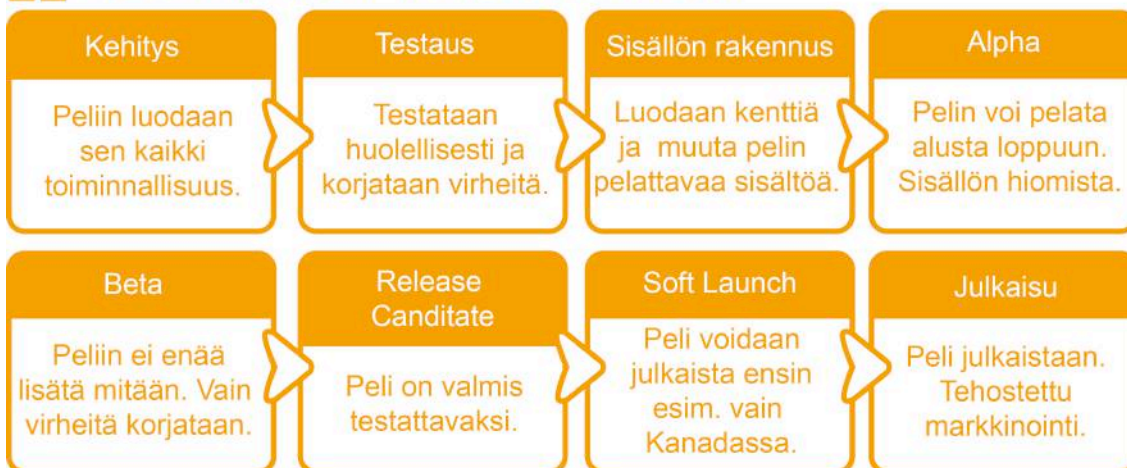 Kehitys
Peliin luodaan
sen kaikki
toiminnallisuus.
Testaus
Testataan
huolellisesti ja
korjataan virheitä.
Sisällön rakennus
Luodaan kenttiä
ja muuta pelin
pelattavaa sisältöä.
Alpha
Pelin voi pelata
alusta loppuun.
Sisällön hiomista.
Beta
Peliin ei enää
lisätä mitään. Vain
virheitä korjataan.
Release
Canditate
Peli on valmis
testattavaksi.
Soft Launch
Peli voidaan
julkaista ensin
esim. vain
Kanadassa.
Julkaisu
Peli julkaistaan.
Tehostettu
markkinointi.